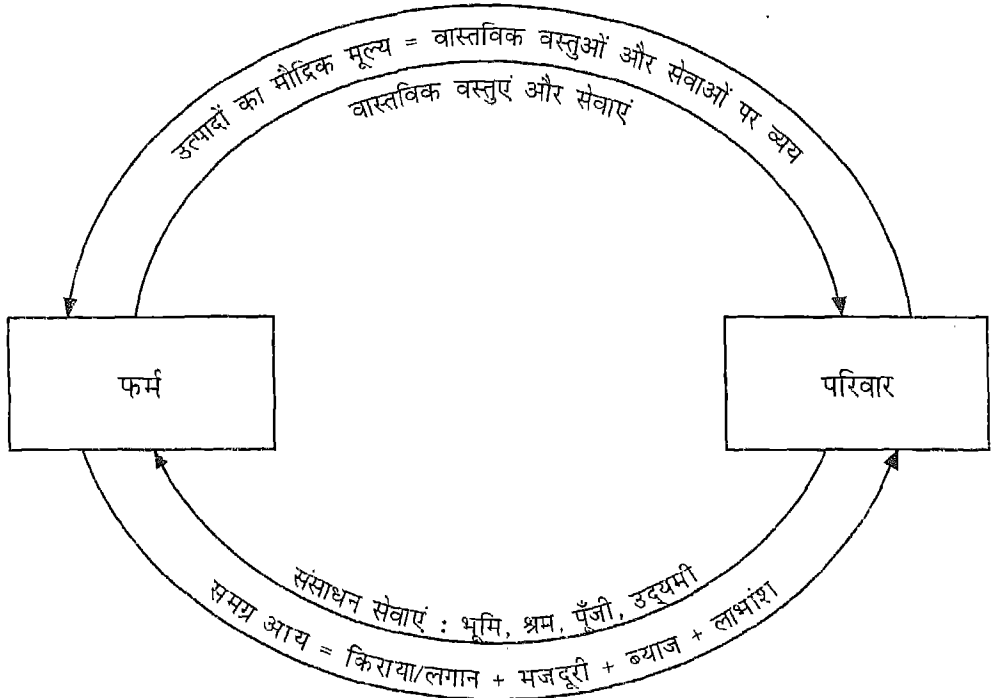 उत्पादों का मौद्रिक मूल्य = वास्तविक वस्तुओं और सेवाओं पर व्यय
वास्तविक वस्तुएं और सेवाएं
फर्म
परिवार
संसाधन सेवाएं : भूमि, श्रम, पूँजी, उद्यमी
समग्र आय = किराया/लगान + मजदूरी + ब्याज + लाभांश